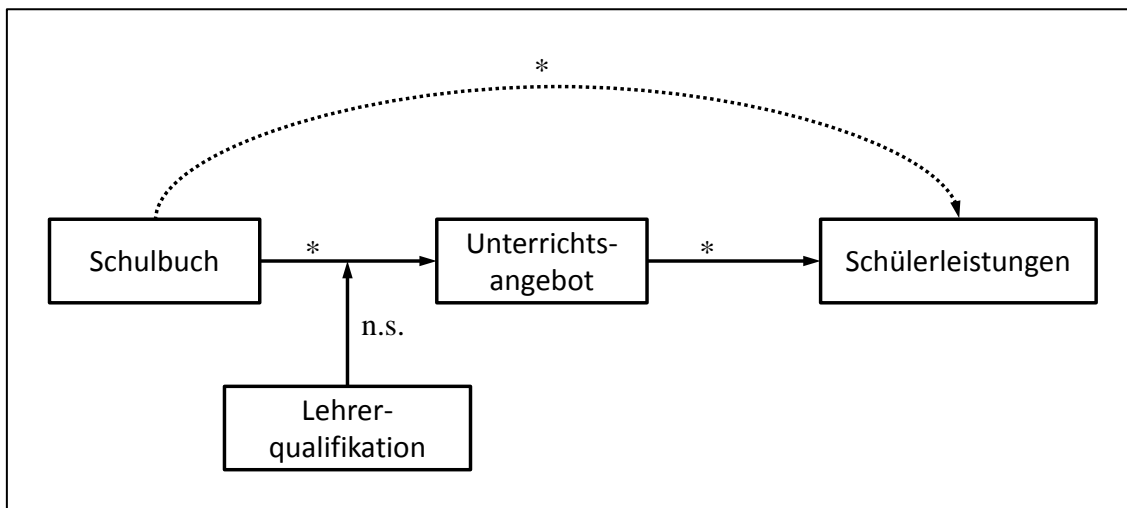 *
Schulbuch
*
Unterrichts-
angebot
*
Schülerleistungen
n.s.
Lehrer-
qualifikation